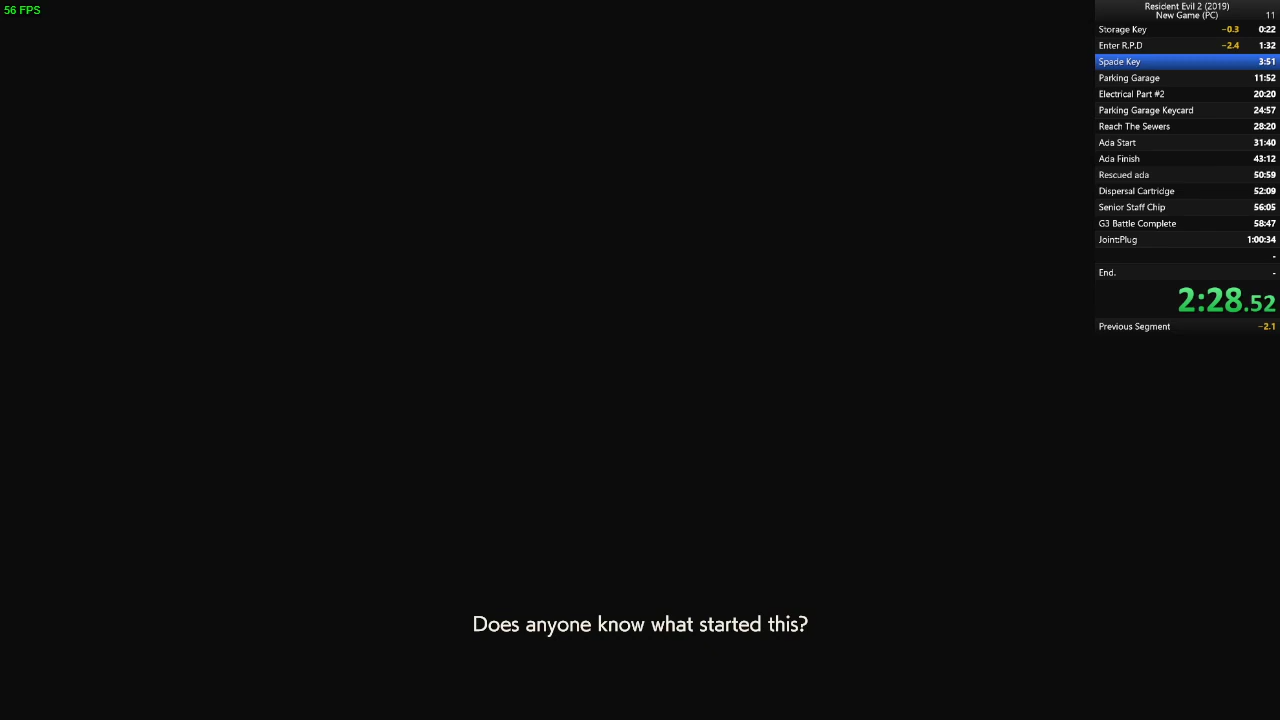 56 FPS
Resident Evil 2 (2019)
New Game (PC) 11
Storage Key −0.3 0:22
Enter R.P.D −2.4 1:32
Spade Key 3:51
Parking Garage 11:52
Electrical Part #2 20:20
Parking Garage Keycard 24:57
Reach The Sewers 28:20
Ada Start 31:40
Ada Finish 43:12
Rescued ada 50:59
Dispersal Cartridge 52:09
Senior Staff Chip 56:05
G3 Battle Complete 58:47
Joint:Plug 1:00:34
-
End. -
2:28.52
Previous Segment −2.1
Does anyone know what started this?